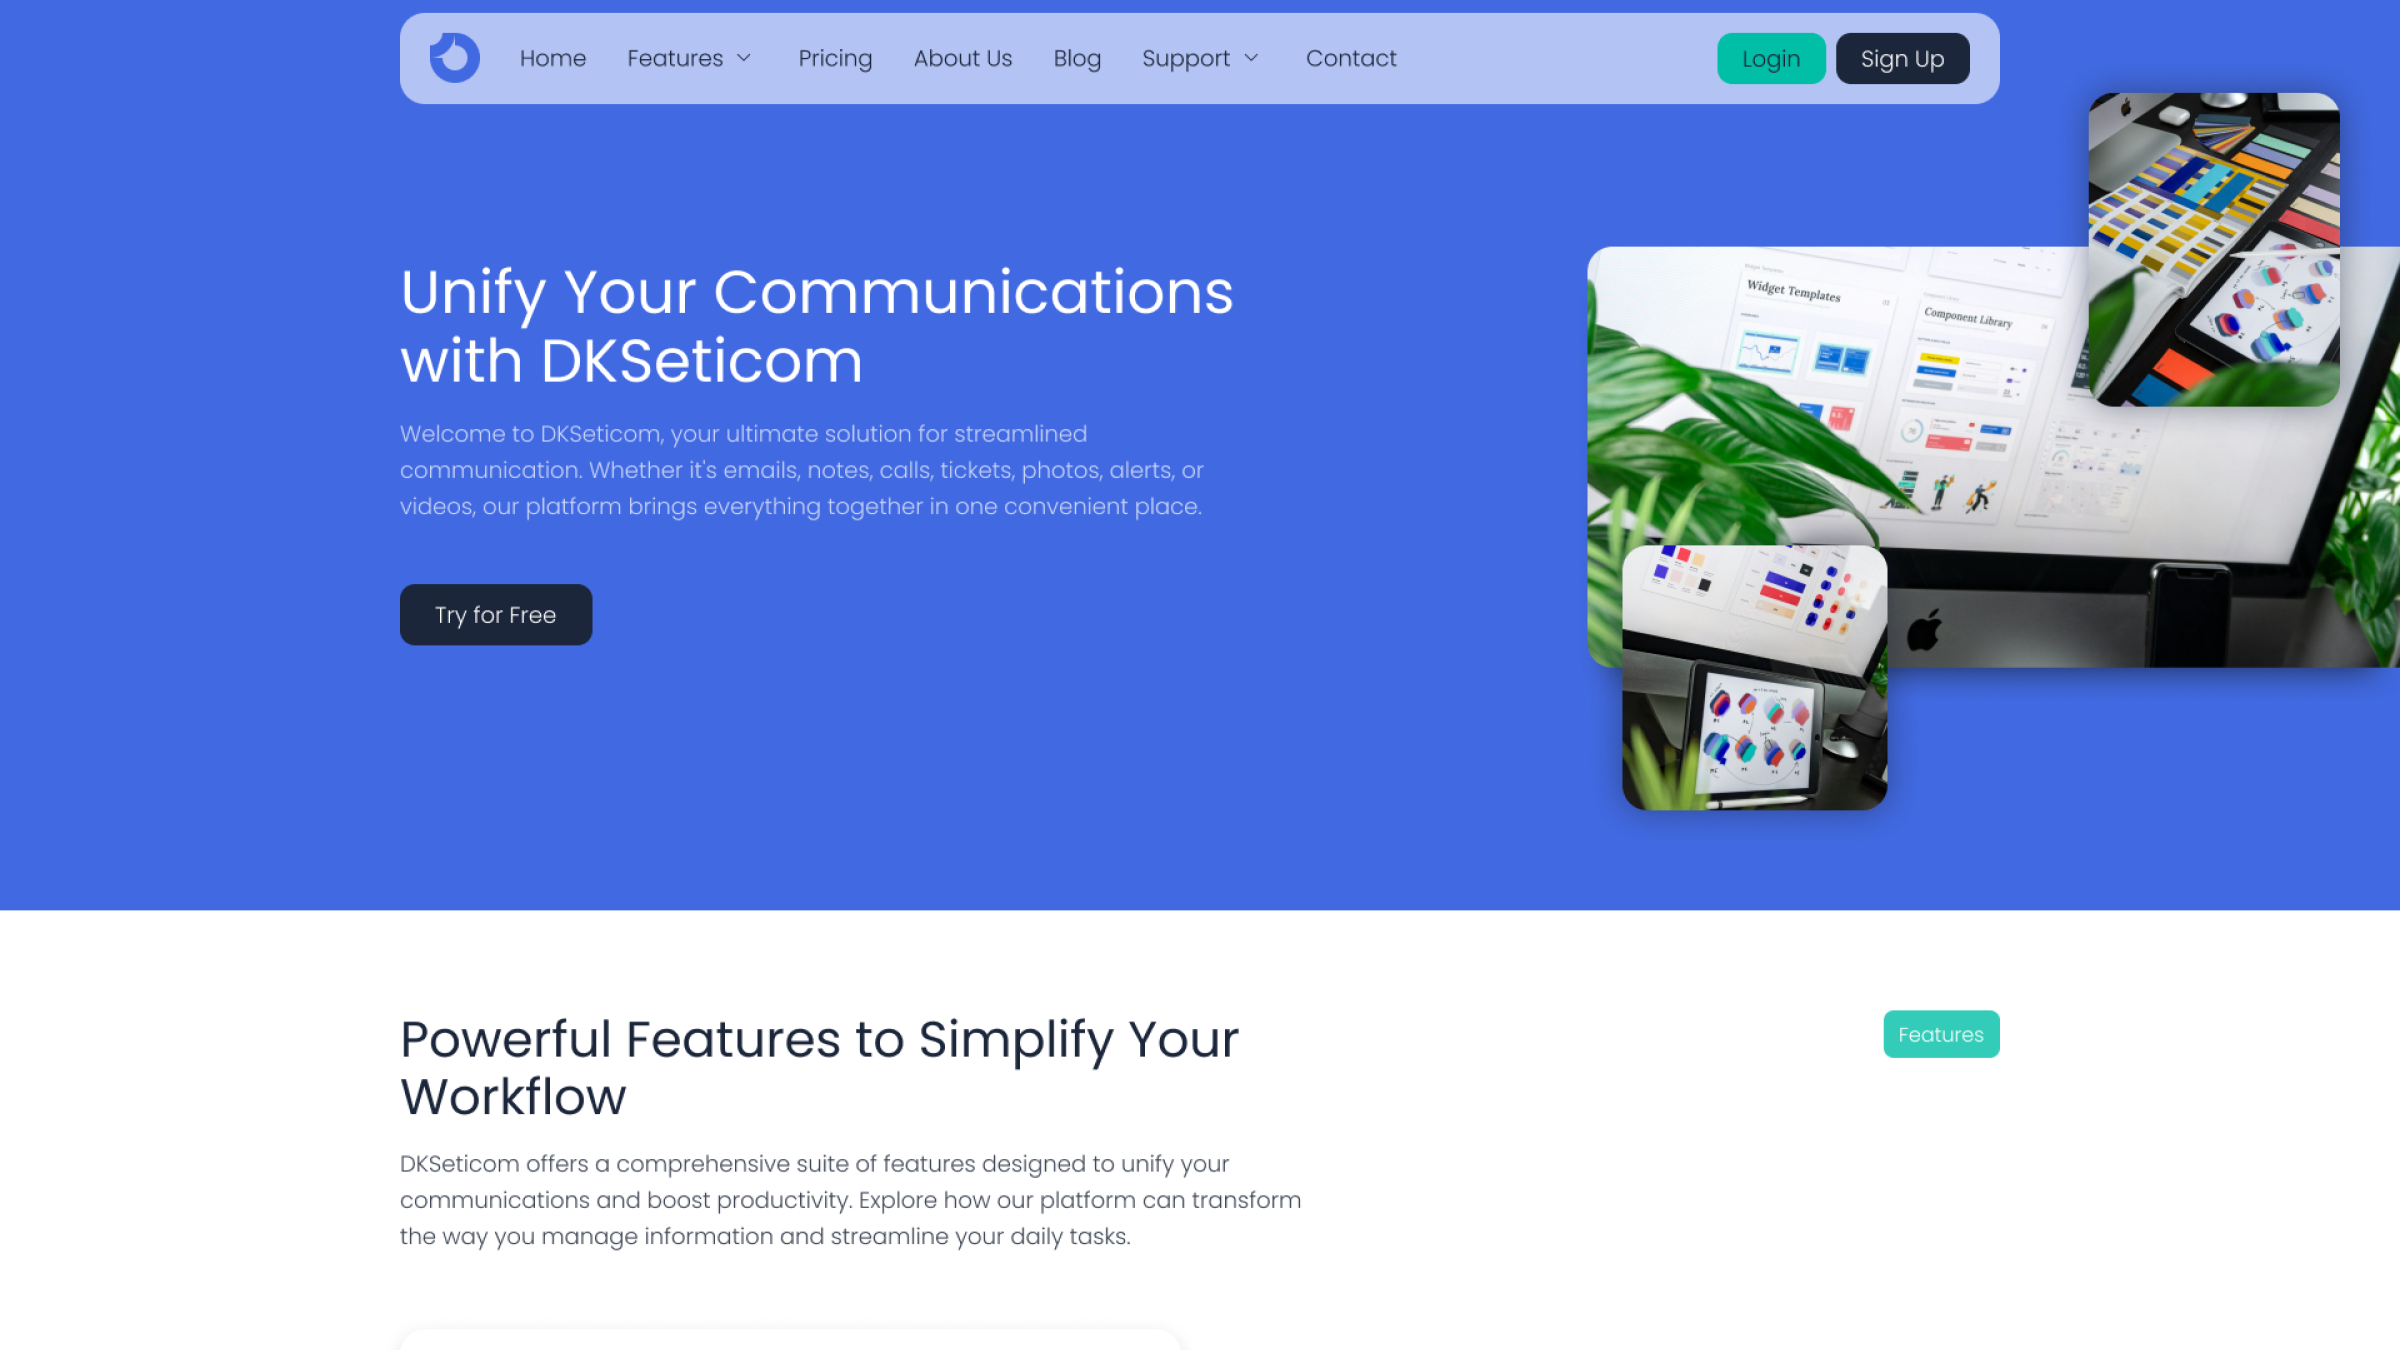 Home Features Pricing About Us Blog Support Contact Login Sign Up
Unify Your Communications
with DKSeticom
Welcome to DKSeticom, your ultimate solution for streamlined
communication. Whether it's emails, notes, calls, tickets, photos, alerts, or
videos, our platform brings everything together in one convenient place.
Try for Free
Widget Templates
Component Library
Powerful Features to Simplify Your
Workflow
Features
DKSeticom offers a comprehensive suite of features designed to unify your
communications and boost productivity. Explore how our platform can transform
the way you manage information and streamline your daily tasks.